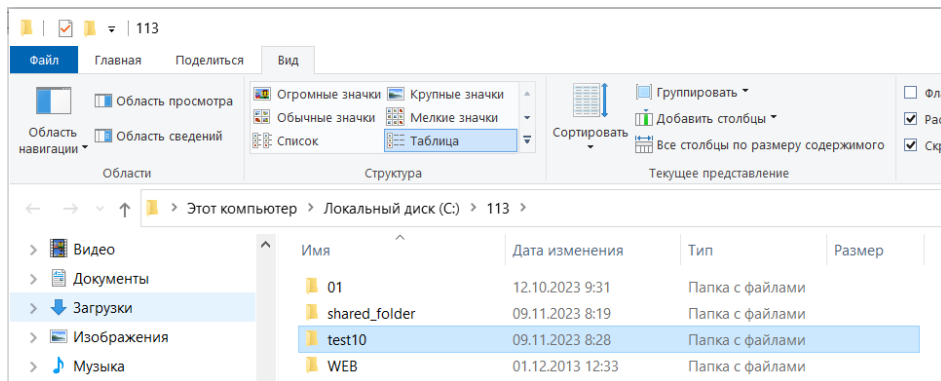 113
Файл Главная Поделиться Вид
Область навигации
Область просмотра
Область сведений
Области
Огромные значки Крупные значки
Обычные значки Мелкие значки
Список Таблица
Структура
Сортировать
Группировать
Добавить столбцы
Все столбцы по размеру содержимого
Текущее представление
Этот компьютер Локальный диск (C:) 113
Видео
Документы
Загрузки
Изображения
Музыка
Имя Дата изменения Тип Размер
01 12.10.2023 9:31 Папка с файлами
shared_folder 09.11.2023 8:19 Папка с файлами
test10 09.11.2023 8:28 Папка с файлами
WEB 01.12.2013 12:33 Папка с файлами